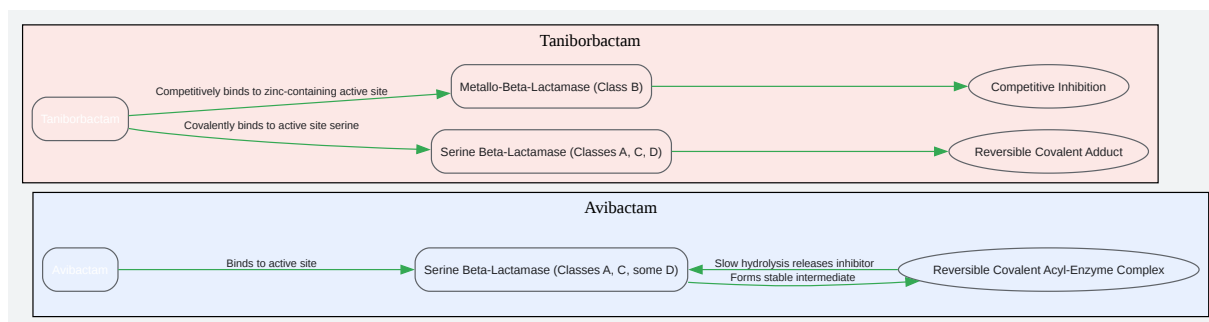 Taniborbactam
Competitively binds to zinc-containing active site
Metallo-Beta-Lactamase (Class B)
Competitive Inhibition
Taniborbactam
Covalently binds to active site serine
Serine Beta-Lactamase (Classes A, C, D)
Reversible Covalent Adduct
Avibactam
Avibactam
Binds to active site
Serine Beta-Lactamase (Classes A, C, some D)
Slow hydrolysis releases inhibitor
Forms stable intermediate
Reversible Covalent Acyl-Enzyme Complex